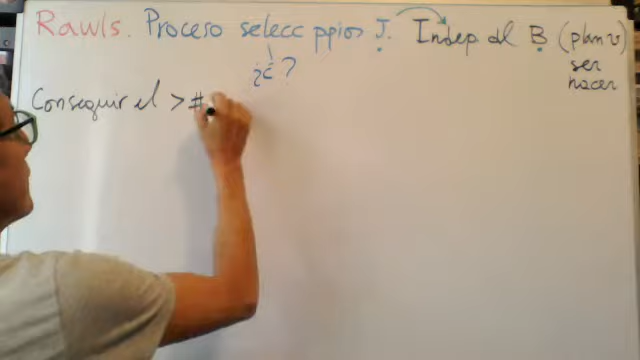 Rawls. Proceso selecc ppios J. Indep del B (plan v
¿c?
ser
hacer
Conseguir el > #